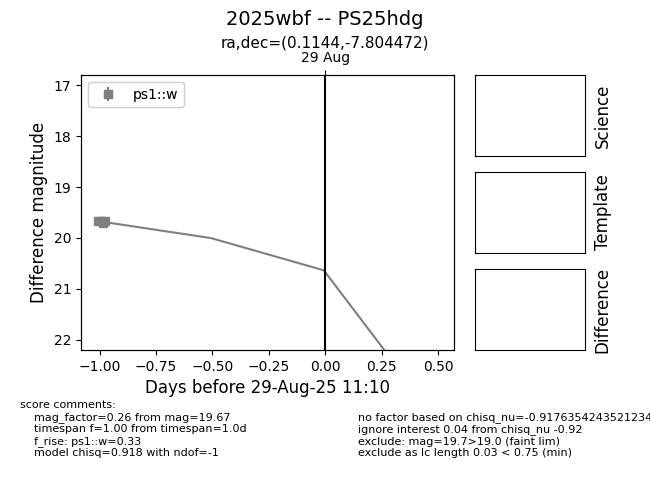 2025wbf -- PS25hdg
ra,dec=(0.1144,-7.804472)
29 Aug
ps1::w
17
18
19
20
21
22
Difference magnitude
−1.00
−0.75
−0.50
−0.25
0.00
0.25
0.50
Days before 29-Aug-25 11:10
Science
Template
Difference
score comments:
mag_factor=0.26 from mag=19.67
timespan f=1.00 from timespan=1.0d
f_rise: ps1::w=0.33
model chisq=0.918 with ndof=-1
no factor based on chisq_nu=-0.9176354243521234
ignore interest 0.04 from chisq_nu -0.92
exclude: mag=19.7>19.0 (faint lim)
exclude as lc length 0.03 < 0.75 (min)